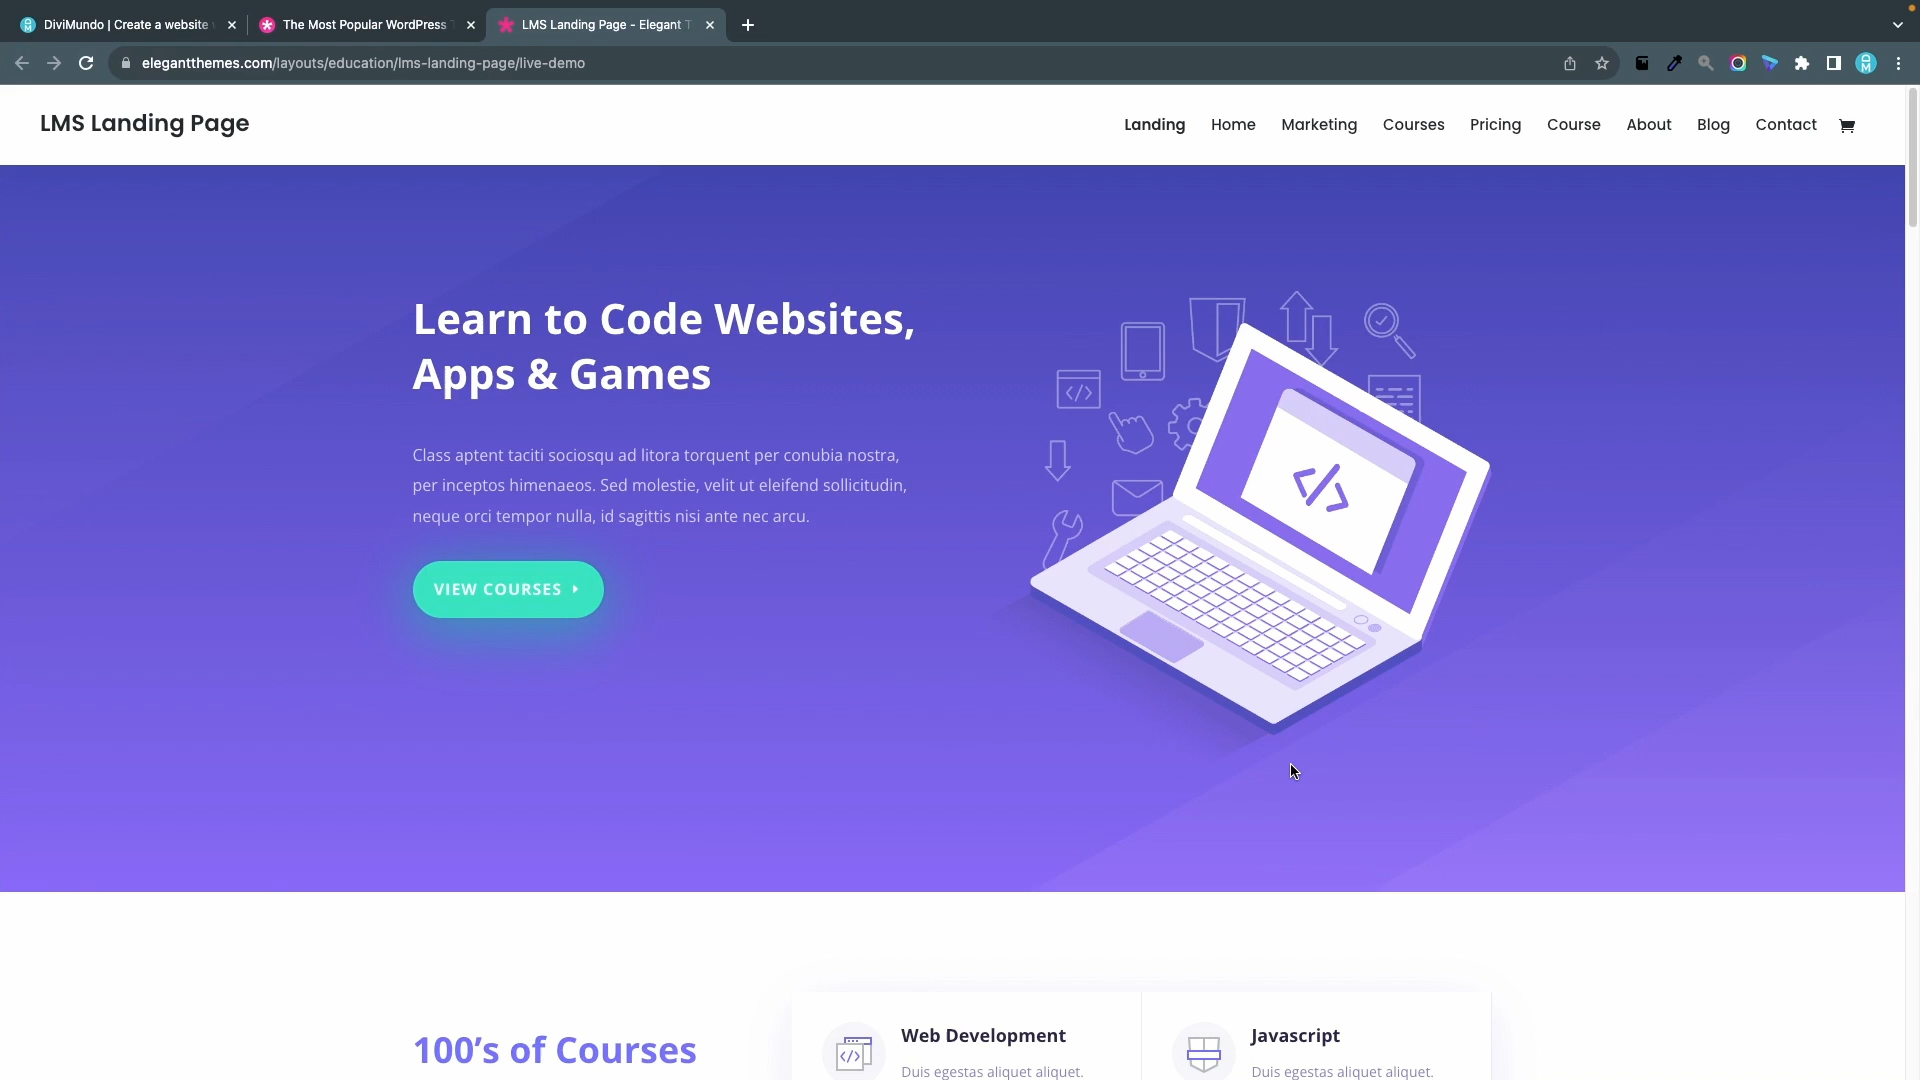 DiviMundo | Create a website
The Most Popular WordPress
LMS Landing Page - Elegant T
elegantthemes.com/layouts/education/lms-landing-page/live-demo
LMS Landing Page
Landing Home Marketing Courses Pricing Course About Blog Contact
Learn to Code Websites,
Apps & Games
Class aptent taciti sociosqu ad litora torquent per conubia nostra,
per inceptos himenaeos. Sed molestie, velit ut eleifend sollicitudin,
neque orci tempor nulla, id sagittis nisi ante nec arcu.
VIEW COURSES
</>
</>
100’s of Courses
Web Development
Duis egestas aliquet aliquet.
Javascript
Duis egestas aliquet aliquet.